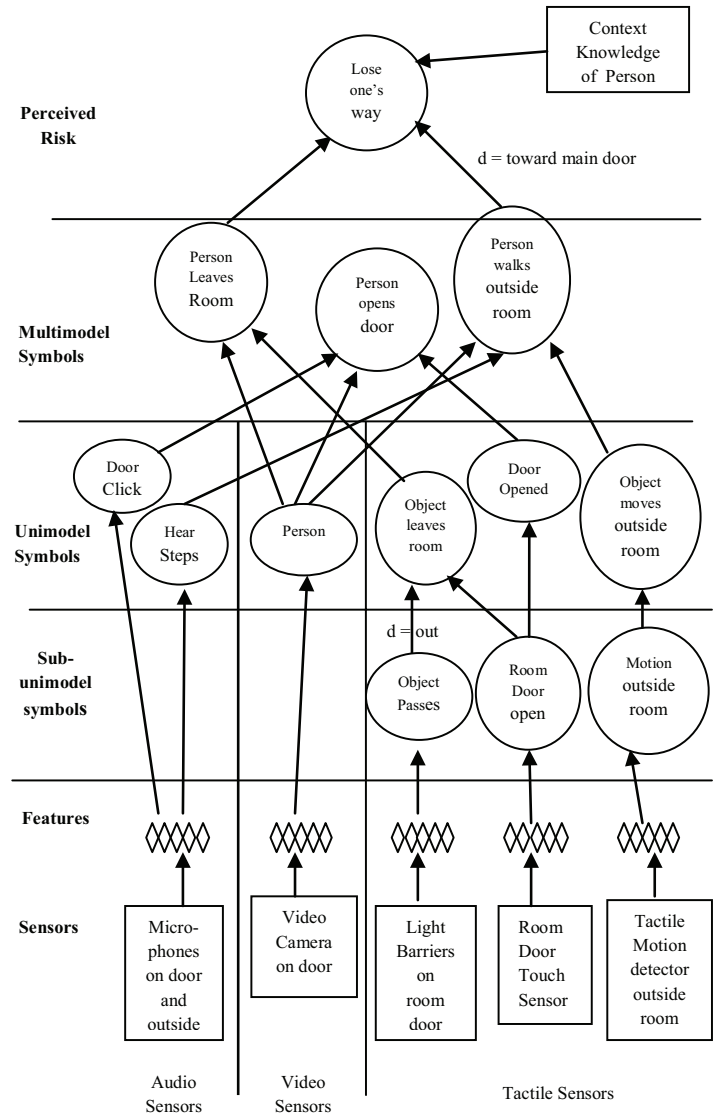 Context
Knowledge
of Person
Lose
one's
way
Perceived
Risk
d = toward main door
Person
Leaves
Room
Person
opens
door
Person
walks
outside
room
Multimodel
Symbols
Door
Click
Hear
Steps
Person
Object
leaves
room
Door
Opened
Object
moves
outside
room
Unimodel
Symbols
d = out
Sub-
unimodel
symbols
Object
Passes
Room
Door
open
Motion
outside
room
Features
Sensors
Micro-
phones
on door
and
outside
Video
Camera
on door
Light
Barriers
on
room
door
Room
Door
Touch
Sensor
Tactile
Motion
detector
outside
room
Audio
Sensors
Video
Sensors
Tactile Sensors